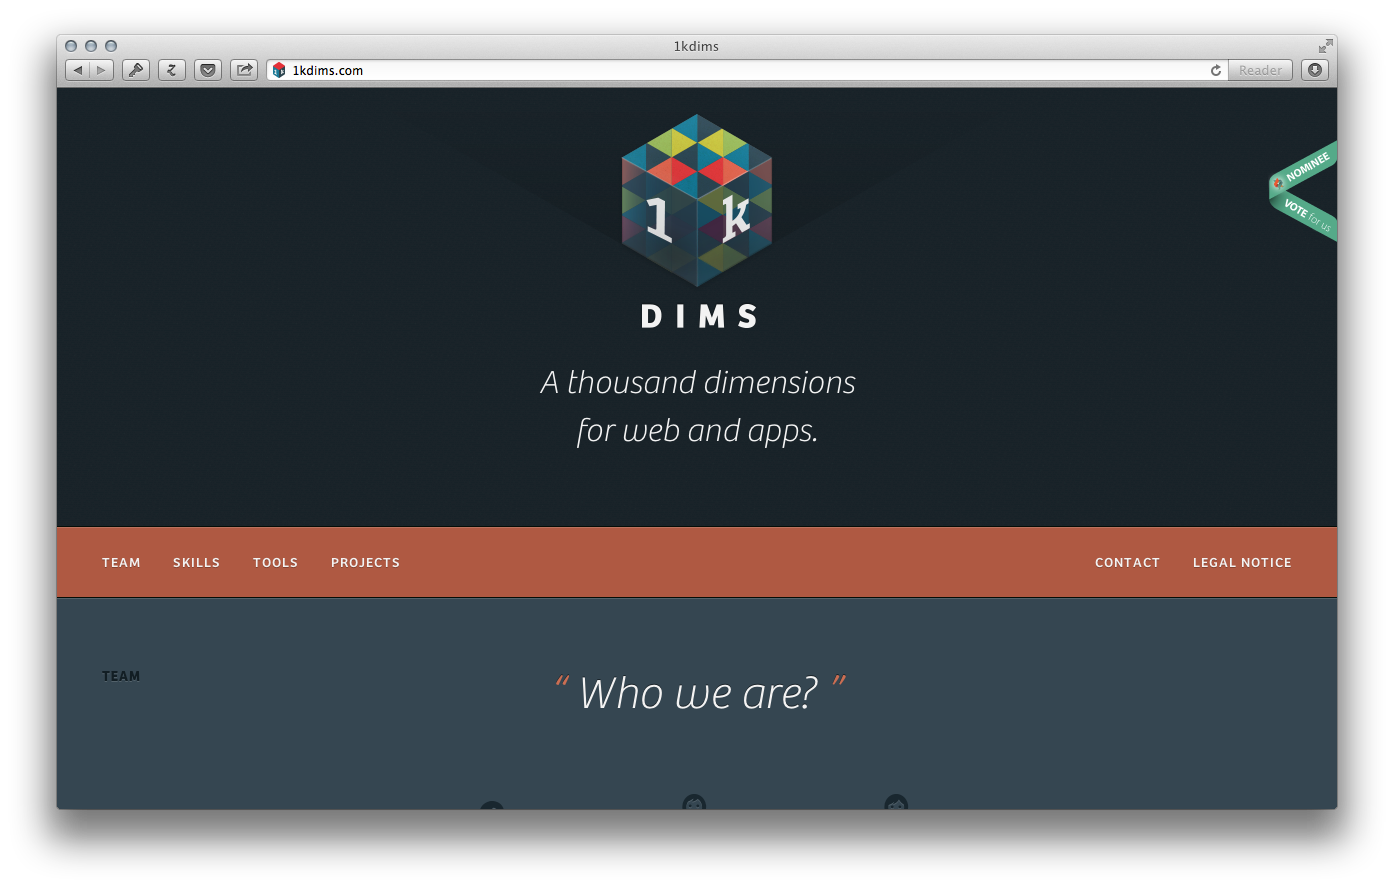 1kdims
1kdims.com
Reader
NOMINEE
VOTE for us
1k
DIMS
A thousand dimensions
for web and apps.
TEAM SKILLS TOOLS PROJECTS CONTACT LEGAL NOTICE
TEAM
“ Who we are? ”